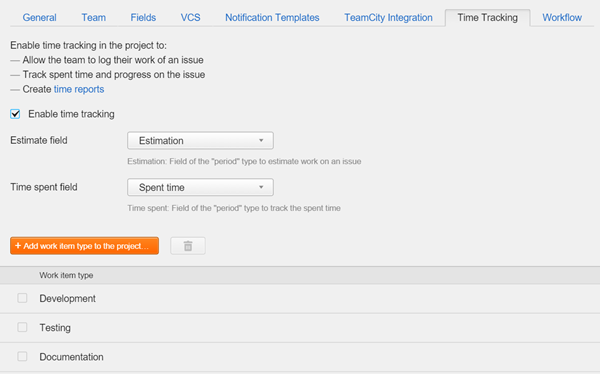 General Team Fields VCS Notification Templates TeamCity Integration Time Tracking Workflow
Enable time tracking in the project to:
— Allow the team to log their work of an issue
— Track spent time and progress on the issue
— Create time reports
Enable time tracking
Estimate field Estimation
Estimation: Field of the "period" type to estimate work on an issue
Time spent field Spent time
Time spent: Field of the "period" type to track the spent time
+ Add work item type to the project...
Work item type
Development
Testing
Documentation